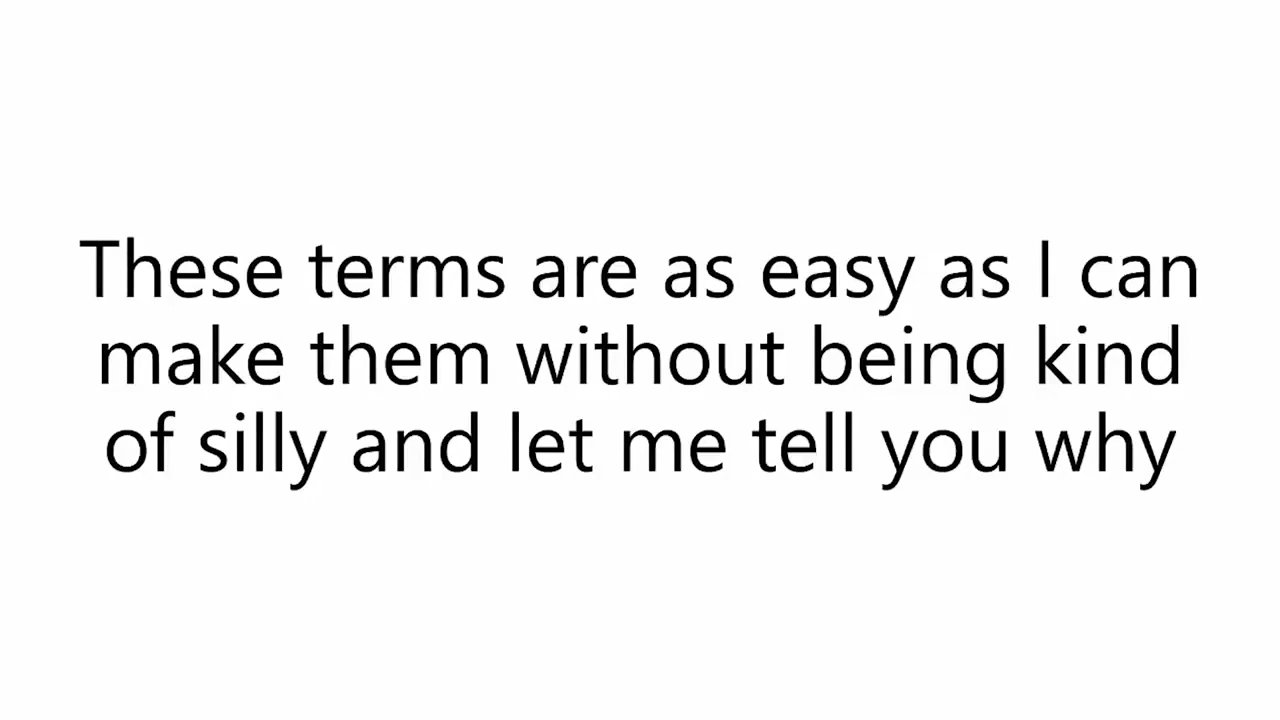 These terms are as easy as I can
make them without being kind
of silly and let me tell you why